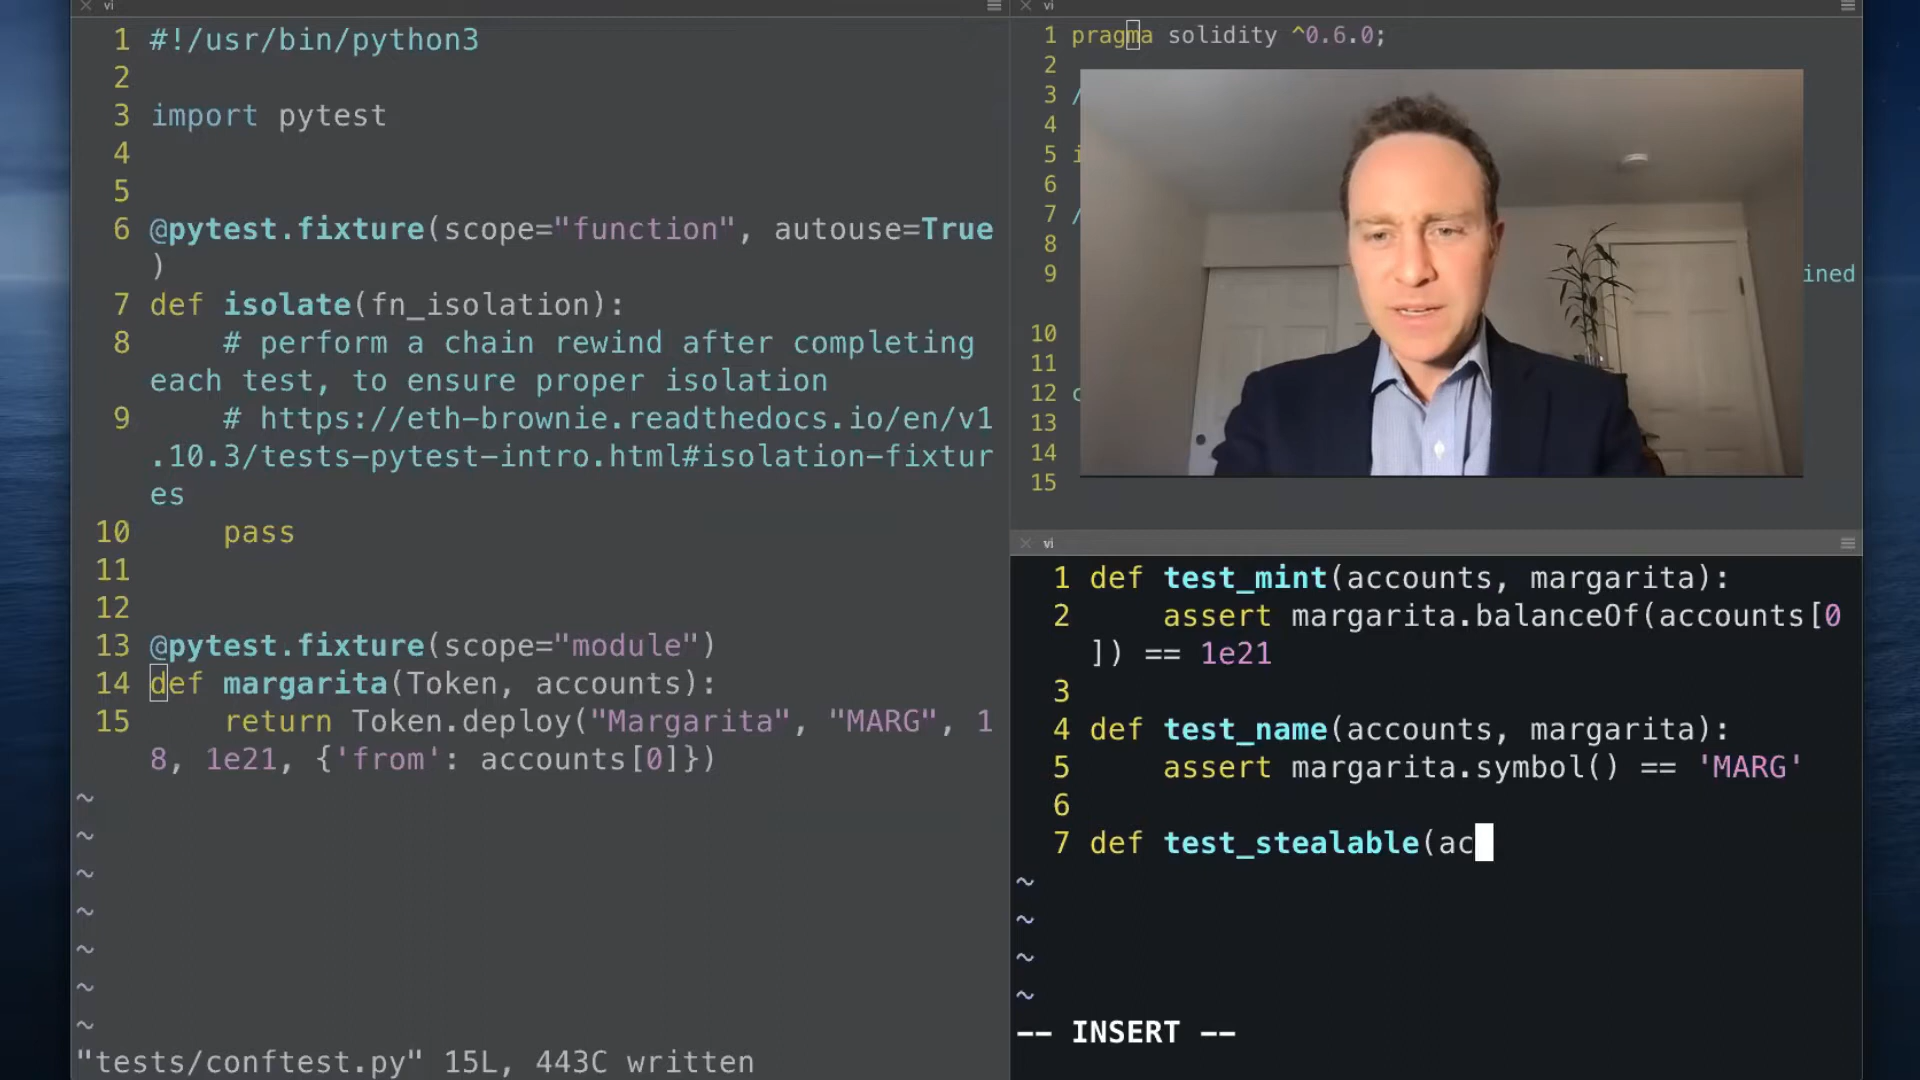 vi
1 #!/usr/bin/python3
2
3 import pytest
4
5
6 @pytest.fixture(scope="function", autouse=True
)
7 def isolate(fn_isolation):
8 # perform a chain rewind after completing
each test, to ensure proper isolation
9 # https://eth-brownie.readthedocs.io/en/v1
.10.3/tests-pytest-intro.html#isolation-fixtur
es
10 pass
11
12
13 @pytest.fixture(scope="module")
14 def margarita(Token, accounts):
15 return Token.deploy("Margarita", "MARG", 1
8, 1e21, {'from': accounts[0]})
~
~
~
~
~
~
~
"tests/conftest.py" 15L, 443C written
vi
1 pragma solidity ^0.6.0;
2
3 /
4
5 i
6
7 /
8
9 ined
10
11
12 c
13
14
15
vi
1 def test_mint(accounts, margarita):
2 assert margarita.balanceOf(accounts[0
]) == 1e21
3
4 def test_name(accounts, margarita):
5 assert margarita.symbol() == 'MARG'
6
7 def test_stealable(ac
~
~
~
~
-- INSERT --